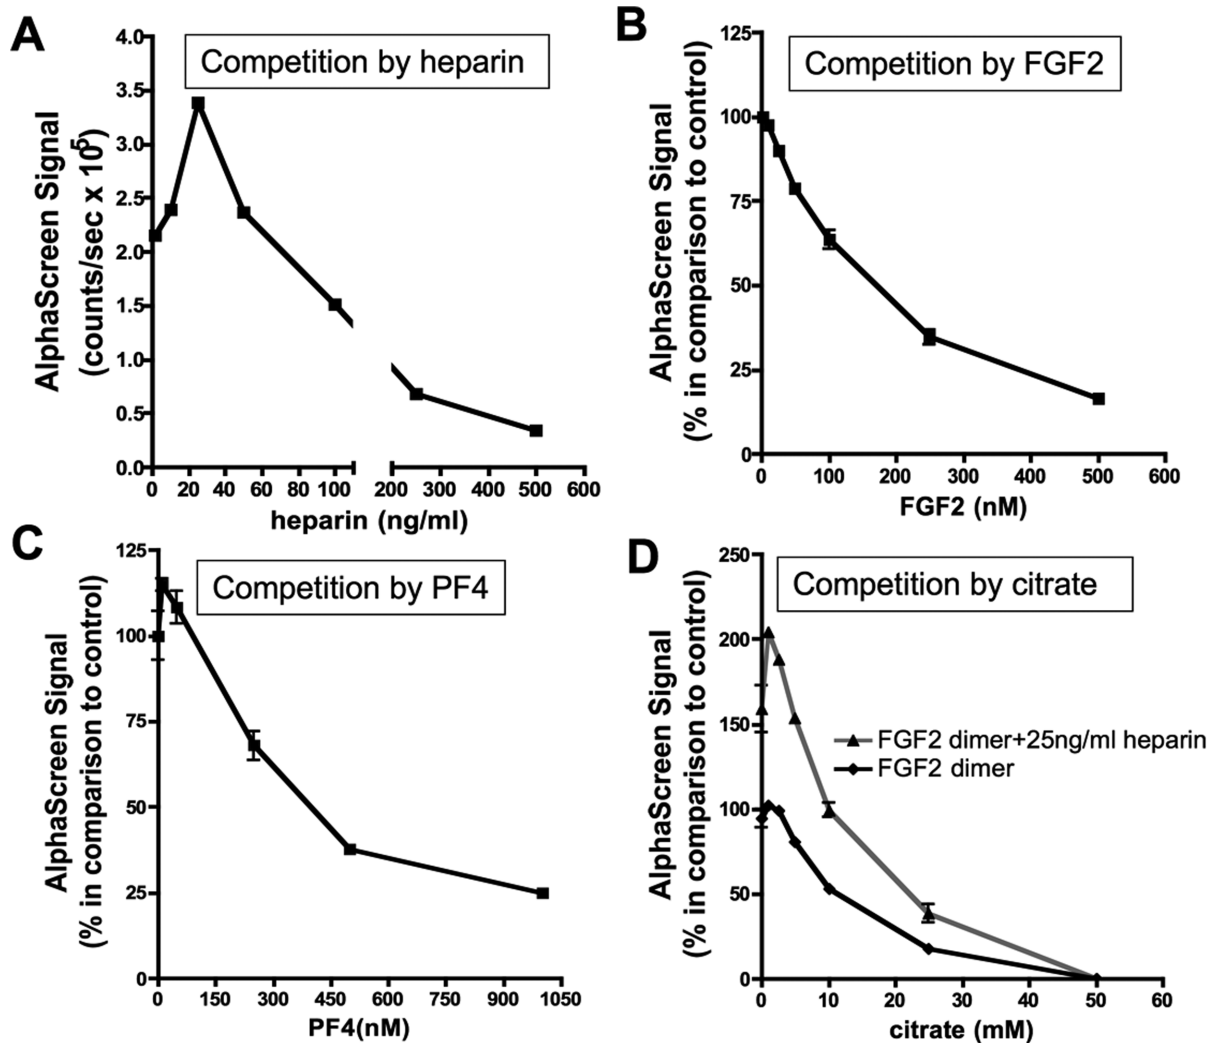 A
Competition by heparin
AlphaScreen Signal
(counts/sec x 10⁵)
4.0
3.5
3.0
2.5
2.0
1.5
1.0
0.5
0.0
0 20 40 60 80 100 200 300 400 500 600
heparin (ng/ml)
B
Competition by FGF2
AlphaScreen Signal
(% in comparison to control)
125
100
75
50
25
0
0 100 200 300 400 500 600
FGF2 (nM)
C
Competition by PF4
AlphaScreen Signal
(% in comparison to control)
125
100
75
50
25
0
0 150 300 450 600 750 900 1050
PF4(nM)
D
Competition by citrate
AlphaScreen Signal
(% in comparison to control)
250
200
150
100
50
0
FGF2 dimer+25ng/ml heparin
FGF2 dimer
0 10 20 30 40 50 60
citrate (mM)